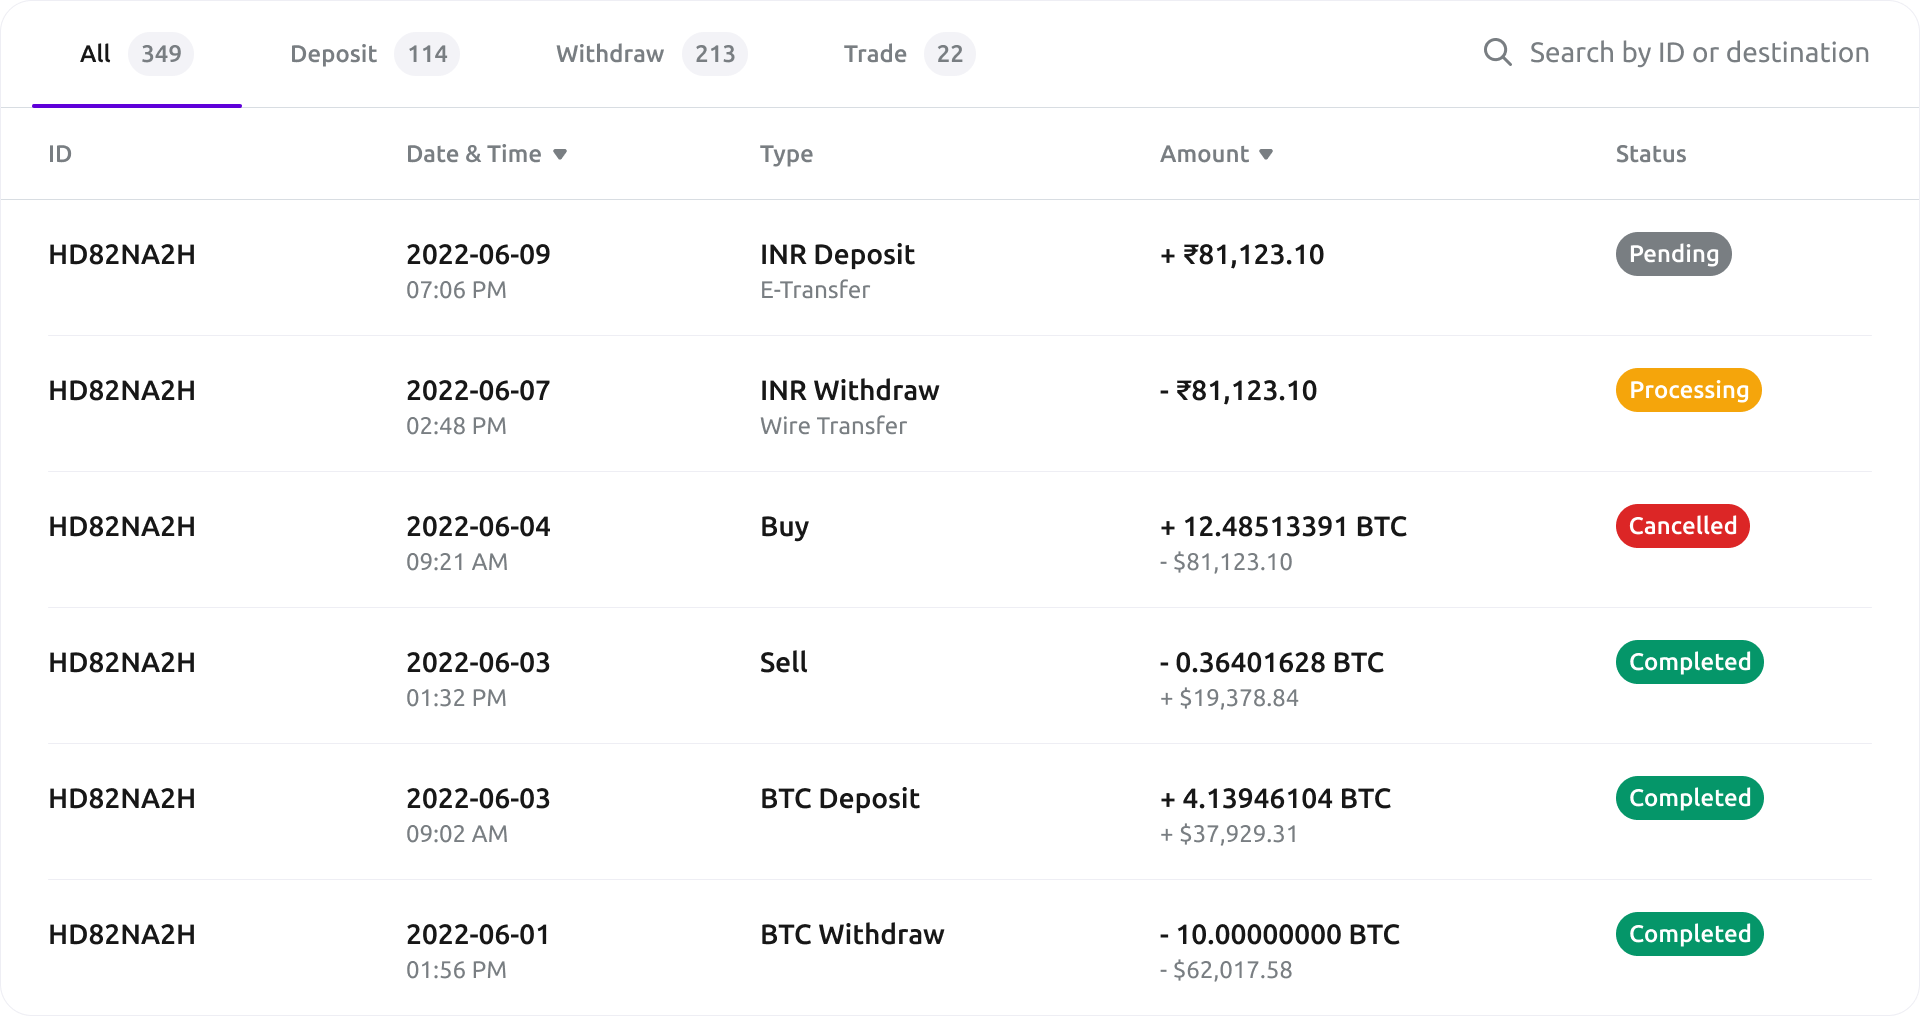 All 349 Deposit 114 Withdraw 213 Trade 22 Search by ID or destination
ID Date & Time Type Amount Status
HD82NA2H 2022-06-09 INR Deposit + ₹81,123.10 Pending
07:06 PM E-Transfer
HD82NA2H 2022-06-07 INR Withdraw - ₹81,123.10 Processing
02:48 PM Wire Transfer
HD82NA2H 2022-06-04 Buy + 12.48513391 BTC Cancelled
09:21 AM - $81,123.10
HD82NA2H 2022-06-03 Sell - 0.36401628 BTC Completed
01:32 PM + $19,378.84
HD82NA2H 2022-06-03 BTC Deposit + 4.13946104 BTC Completed
09:02 AM + $37,929.31
HD82NA2H 2022-06-01 BTC Withdraw - 10.00000000 BTC Completed
01:56 PM - $62,017.58